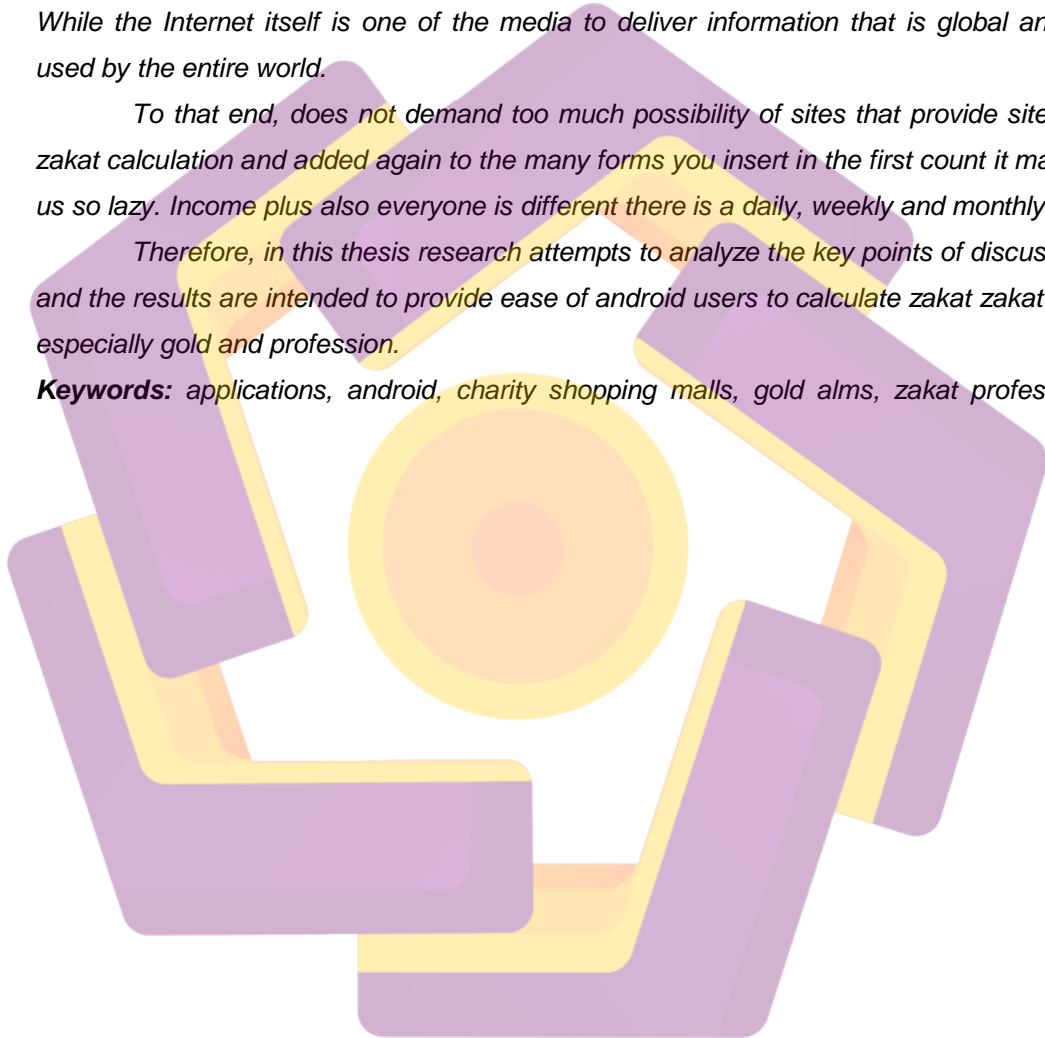 While the Internet itself is one of the media to deliver information that is global an
used by the entire world.
To that end, does not demand too much possibility of sites that provide site
zakat calculation and added again to the many forms you insert in the first count it ma
us so lazy. Income plus also everyone is different there is a daily, weekly and monthly
Therefore, in this thesis research attempts to analyze the key points of discus
and the results are intended to provide ease of android users to calculate zakat zakat
especially gold and profession.
Keywords: applications, android, charity shopping malls, gold alms, zakat profes